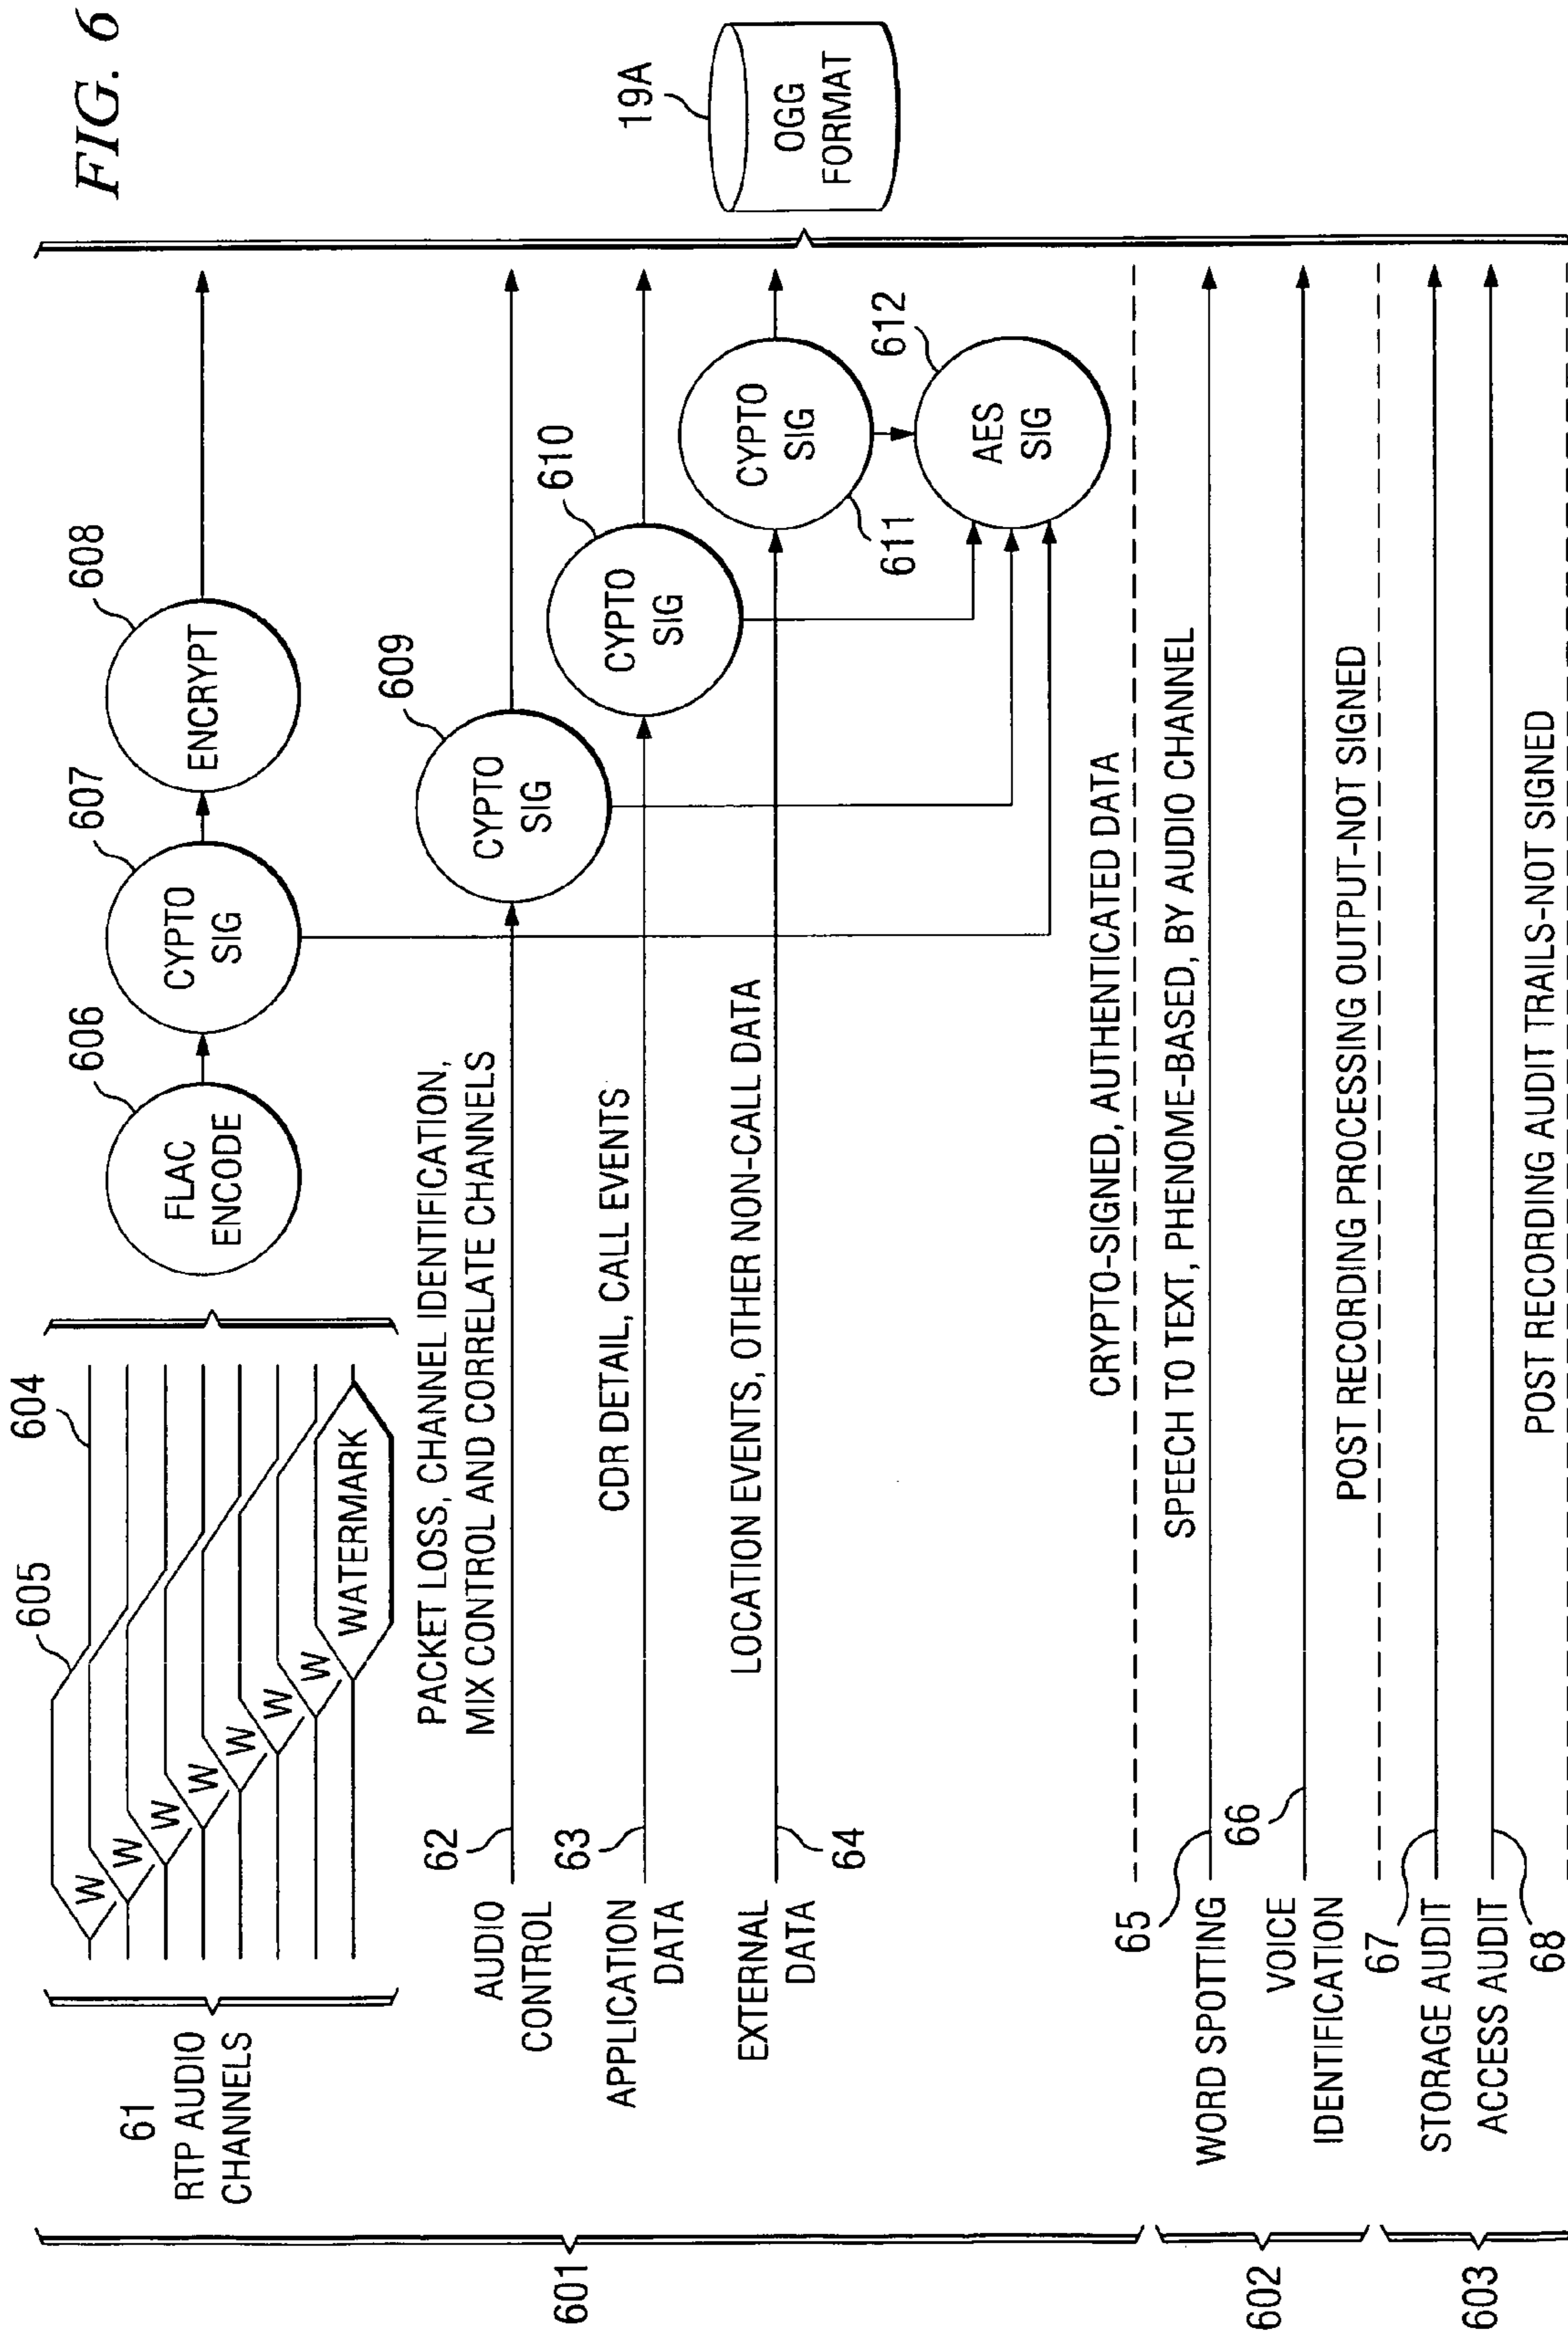 FIG. 6
605
604
606
607
608
61
RTP AUDIO
CHANNELS
W
W
W
W
W
W
W
WATERMARK
FLAC
ENCODE
CYPTO
SIG
ENCRYPT
PACKET LOSS, CHANNEL IDENTIFICATION,
MIX CONTROL AND CORRELATE CHANNELS
AUDIO
CONTROL
62
609
CYPTO
SIG
APPLICATION
DATA
63
CDR DETAIL, CALL EVENTS
610
CYPTO
SIG
EXTERNAL
DATA
64
LOCATION EVENTS, OTHER NON-CALL DATA
611
CYPTO
SIG
612
AES
SIG
19A
OGG
FORMAT
601
CRYPTO-SIGNED, AUTHENTICATED DATA
65
WORD SPOTTING
SPEECH TO TEXT, PHENOME-BASED, BY AUDIO CHANNEL
66
VOICE
IDENTIFICATION
602
POST RECORDING PROCESSING OUTPUT-NOT SIGNED
67
STORAGE AUDIT
ACCESS AUDIT
68
603
POST RECORDING AUDIT TRAILS-NOT SIGNED